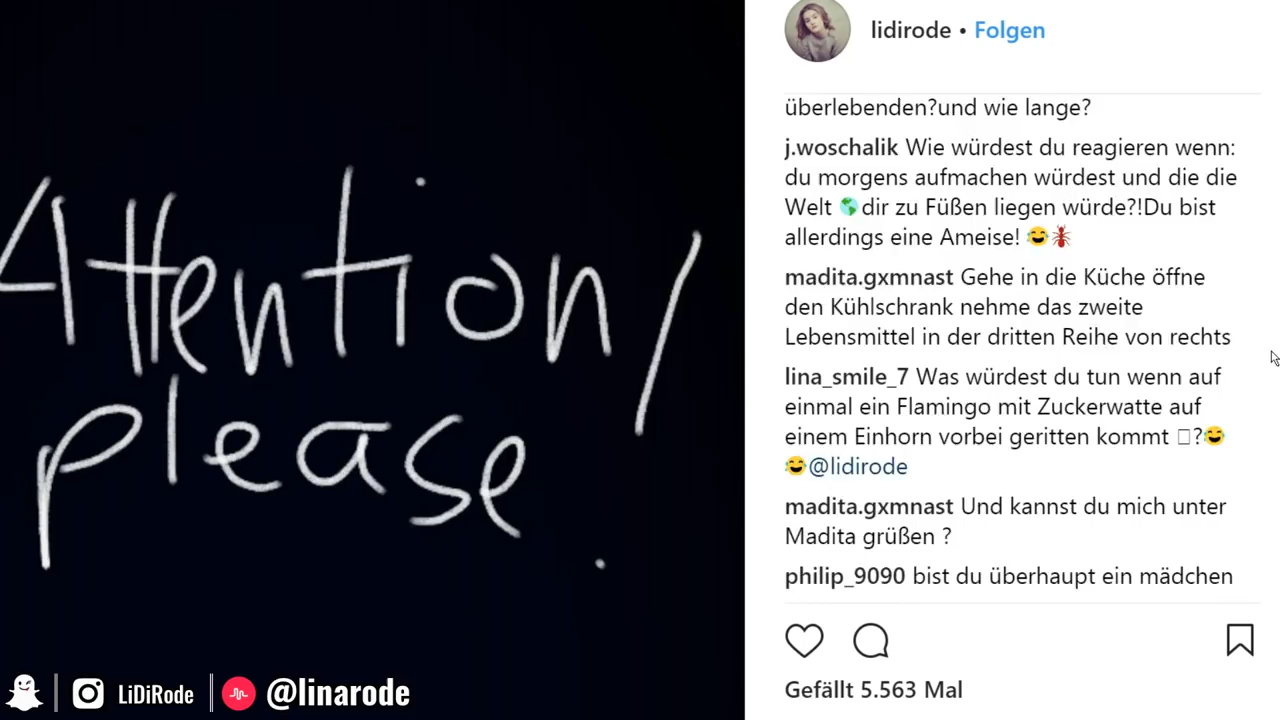 Attention/
please.
LiDiRode
@linarode
lidirode • Folgen
überlebenden?und wie lange?
j.woschalik Wie würdest du reagieren wenn:
du morgens aufmachen würdest und die die
Welt 🌎dir zu Füßen liegen würde?!Du bist
allerdings eine Ameise! 😂🐜
madita.gxmnast Gehe in die Küche öffne
den Kühlschrank nehme das zweite
Lebensmittel in der dritten Reihe von rechts
lina_smile_7 Was würdest du tun wenn auf
einmal ein Flamingo mit Zuckerwatte auf
einem Einhorn vorbei geritten kommt □?😂
😂@lidirode
madita.gxmnast Und kannst du mich unter
Madita grüßen ?
philip_9090 bist du überhaupt ein mädchen
Gefällt 5.563 Mal